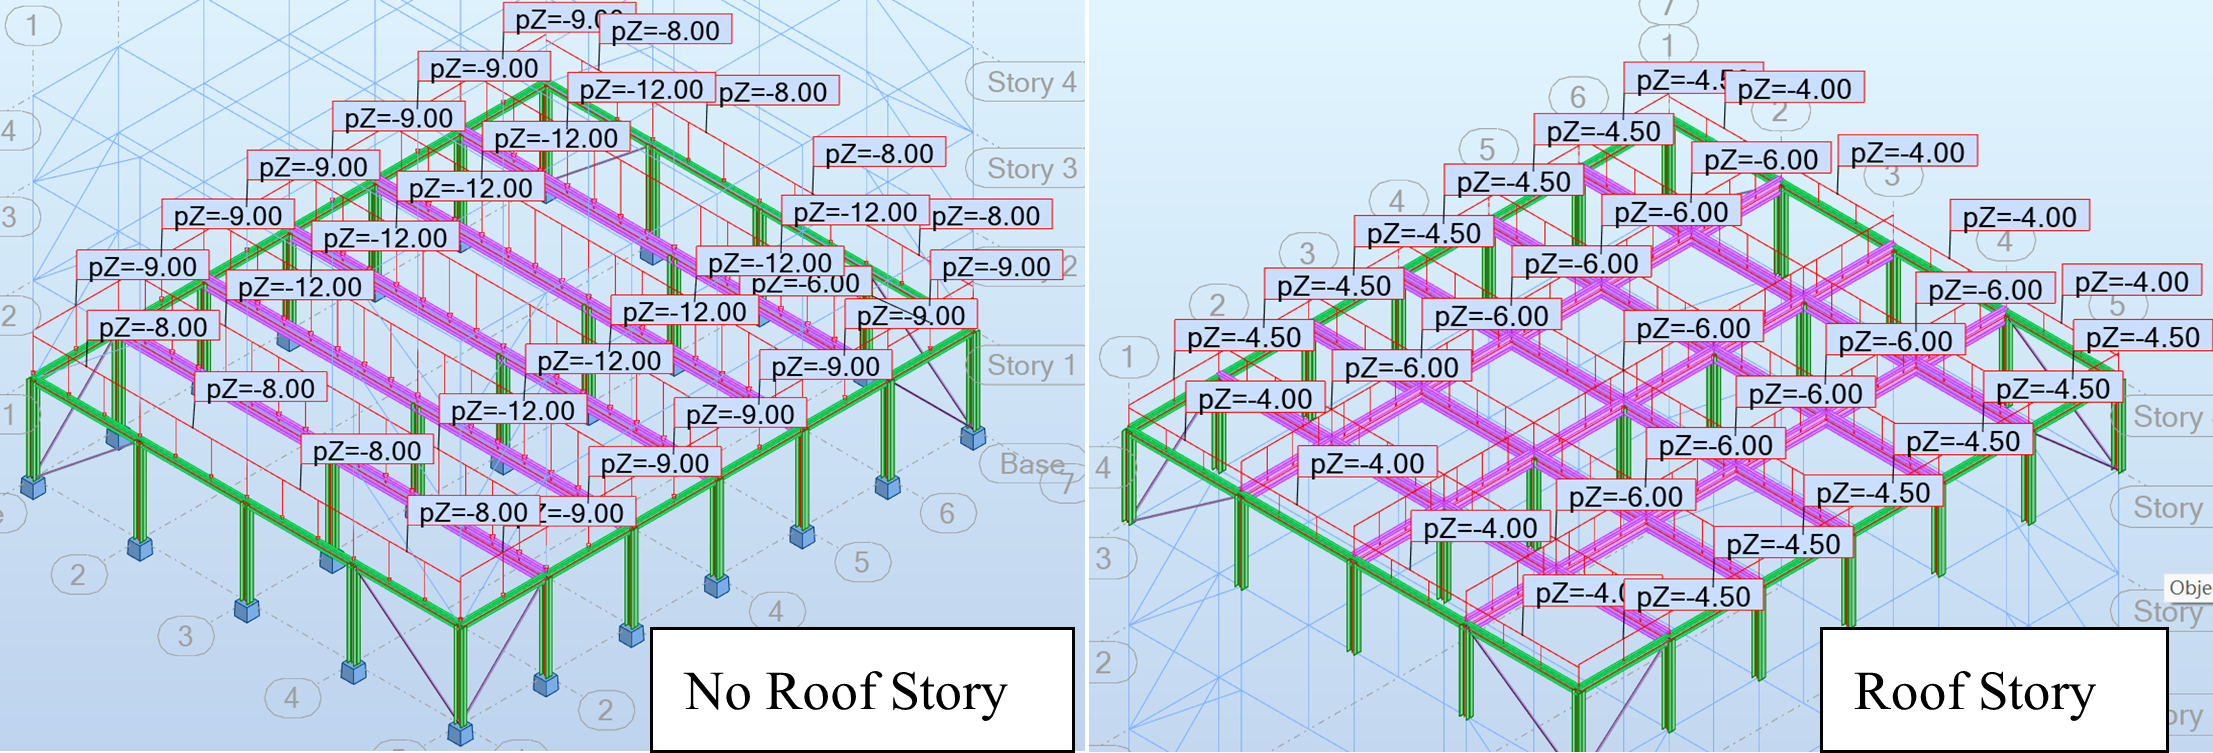 1
pZ=-9.0
pZ=-8.00
pZ=-9.00
pZ=-12.00
pZ=-8.00
Story 4
pZ=-9.00
pZ=-12.00
4
pZ=-8.00
pZ=-9.00
Story 3
pZ=-12.00
pZ=-9.00
pZ=-12.00
pZ=-8.00
3
pZ=-12.00
pZ=-9.00
pZ=-12.00
pZ=-9.00
2
pZ=-12.00
pZ=-6.00
2
pZ=-8.00
pZ=-12.00
pZ=-9.00
pZ=-12.00
pZ=-9.00
Story 1
pZ=-8.00
1
pZ=-12.00
pZ=-9.00
pZ=-8.00
pZ=-9.00
Base
7
pZ=-8.00
Z=-9.00
6
e
2
5
3
4
4
2
No Roof Story
7
1
pZ=-4.5
pZ=-4.00
6
2
pZ=-4.50
5
pZ=-6.00
pZ=-4.00
3
pZ=-4.50
4
pZ=-6.00
pZ=-4.00
pZ=-4.50
3
4
pZ=-6.00
pZ=-4.50
2
pZ=-6.00
pZ=-4.00
5
pZ=-6.00
pZ=-6.00
pZ=-4.50
pZ=-4.50
1
pZ=-6.00
pZ=-6.00
pZ=-4.00
pZ=-6.00
pZ=-4.50
Story
4
pZ=-4.00
pZ=-6.00
pZ=-4.50
pZ=-6.00
pZ=-4.50
Story
pZ=-4.00
pZ=-4.50
3
pZ=-4.0
pZ=-4.50
Obje
Story
2
Roof Story
ory